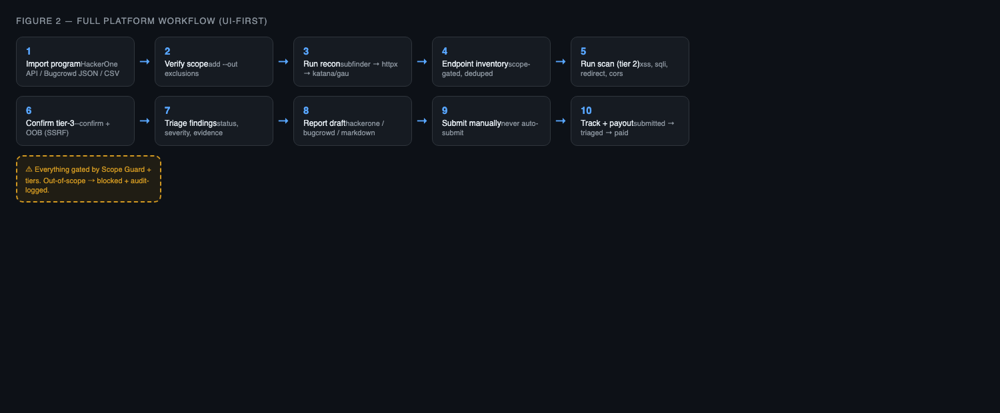 FIGURE 2 — FULL PLATFORM WORKFLOW (UI-FIRST)
1
Import programHackerOne
API / Bugcrowd JSON / CSV
→
2
Verify scopeadd --out
exclusions
→
3
Run reconsubfinder → httpx
→ katana/gau
→
4
Endpoint inventoryscope-
gated, deduped
→
5
Run scan (tier 2)xss, sqli,
redirect, cors
6
Confirm tier-3--confirm +
OOB (SSRF)
→
7
Triage findingsstatus,
severity, evidence
→
8
Report drafthackerone /
bugcrowd / markdown
→
9
Submit manuallynever auto-
submit
→
10
Track + payoutsubmitted →
triaged → paid
⚠ Everything gated by Scope Guard +
tiers. Out-of-scope → blocked + audit-
logged.